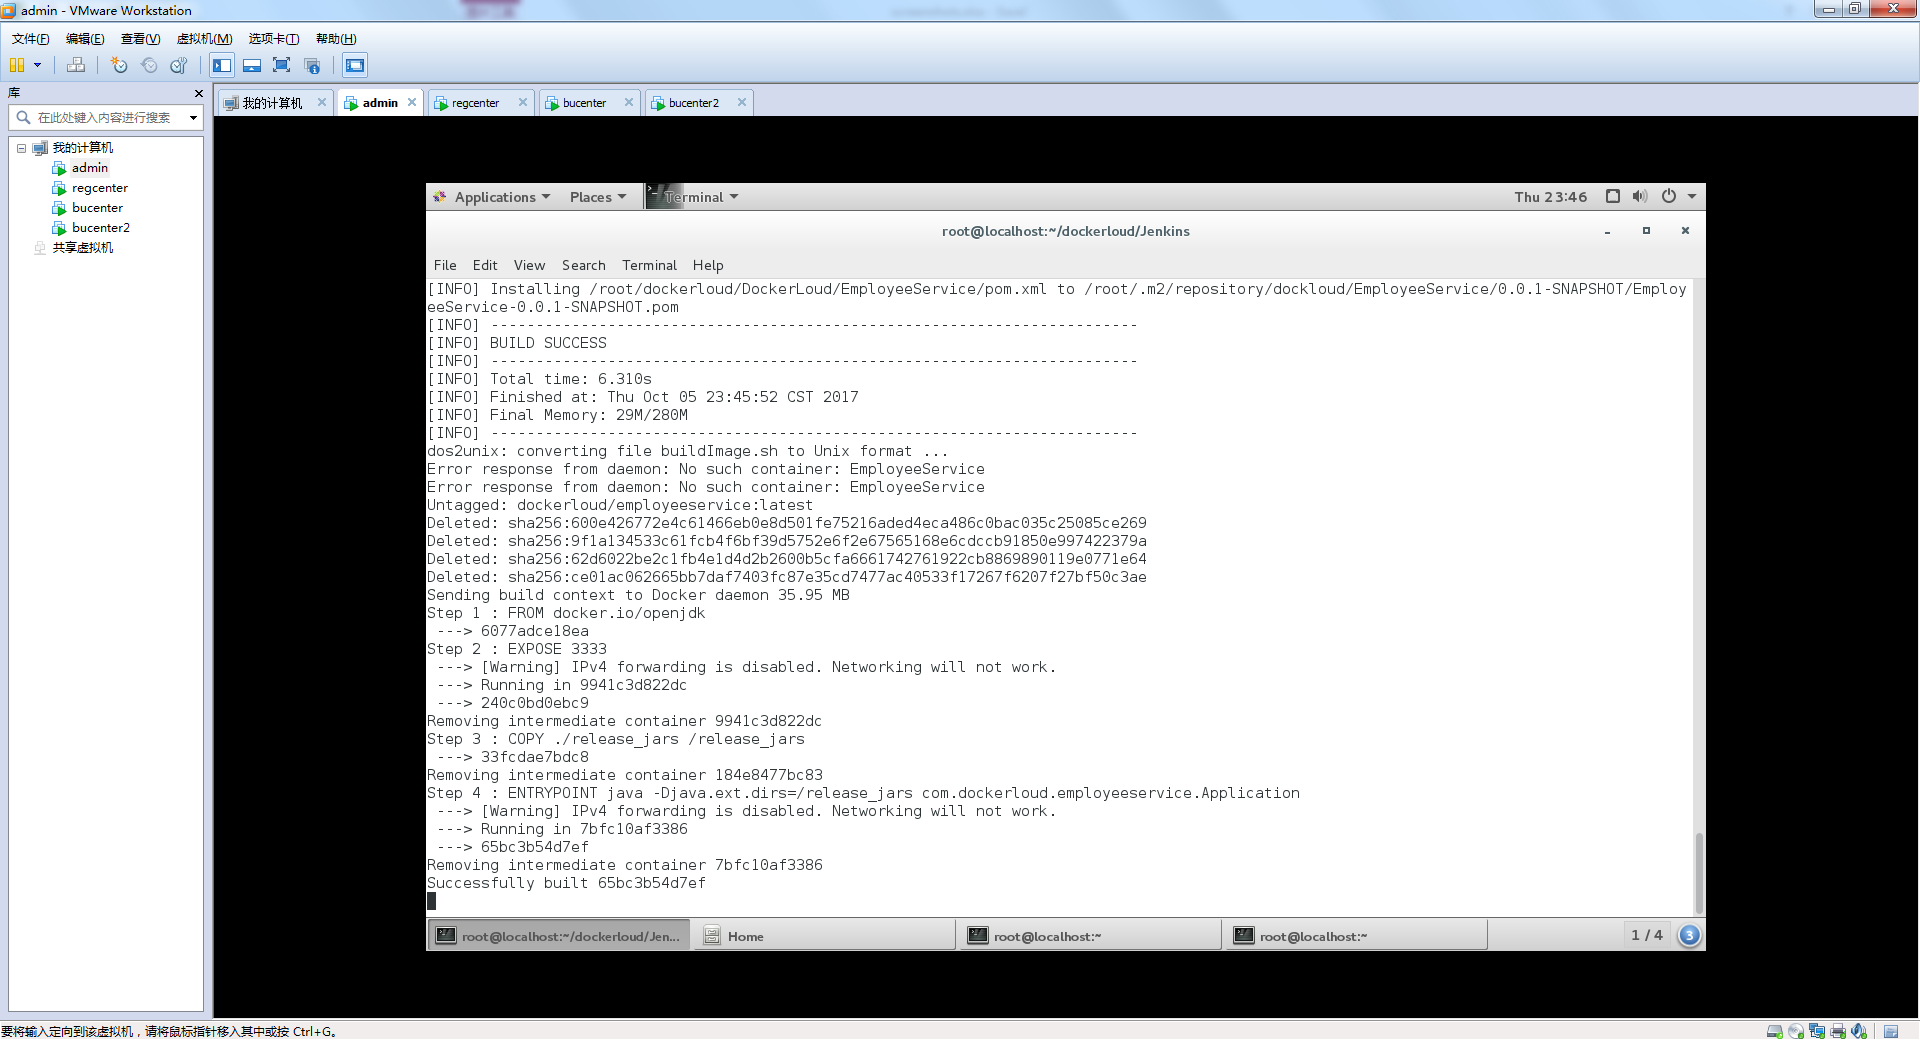 admin - VMware Workstation
文件(F) 编辑(E) 查看(V) 虚拟机(M) 选项卡(T) 帮助(H)
库
在此处键入内容进行搜索
我的计算机
admin
regcenter
bucenter
bucenter2
共享虚拟机
我的计算机 admin regcenter bucenter bucenter2
Applications Places Terminal Thu 23:46
root@localhost:~/dockerloud/Jenkins
File Edit View Search Terminal Help
[INFO] Installing /root/dockerloud/DockerLoud/EmployeeService/pom.xml to /root/.m2/repository/dockloud/EmployeeService/0.0.1-SNAPSHOT/Employ
eeService-0.0.1-SNAPSHOT.pom
[INFO] ------------------------------------------------------------------------
[INFO] BUILD SUCCESS
[INFO] ------------------------------------------------------------------------
[INFO] Total time: 6.310s
[INFO] Finished at: Thu Oct 05 23:45:52 CST 2017
[INFO] Final Memory: 29M/280M
[INFO] ------------------------------------------------------------------------
dos2unix: converting file buildImage.sh to Unix format ...
Error response from daemon: No such container: EmployeeService
Error response from daemon: No such container: EmployeeService
Untagged: dockerloud/employeeservice:latest
Deleted: sha256:600e426772e4c61466eb0e8d501fe75216aded4eca486c0bac035c25085ce269
Deleted: sha256:9f1a134533c61fcb4f6bf39d5752e6f2e67565168e6cdccb91850e997422379a
Deleted: sha256:62d6022be2c1fb4e1d4d2b2600b5cfa6661742761922cb8869890119e0771e64
Deleted: sha256:ce01ac062665bb7daf7403fc87e35cd7477ac40533f17267f6207f27bf50c3ae
Sending build context to Docker daemon 35.95 MB
Step 1 : FROM docker.io/openjdk
 ---> 6077adce18ea
Step 2 : EXPOSE 3333
 ---> [Warning] IPv4 forwarding is disabled. Networking will not work.
 ---> Running in 9941c3d822dc
 ---> 240c0bd0ebc9
Removing intermediate container 9941c3d822dc
Step 3 : COPY ./release_jars /release_jars
 ---> 33fcdae7bdc8
Removing intermediate container 184e8477bc83
Step 4 : ENTRYPOINT java -Djava.ext.dirs=/release_jars com.dockerloud.employeeservice.Application
 ---> [Warning] IPv4 forwarding is disabled. Networking will not work.
 ---> Running in 7bfc10af3386
 ---> 65bc3b54d7ef
Removing intermediate container 7bfc10af3386
Successfully built 65bc3b54d7ef
root@localhost:~/dockerloud/Jen... Home root@localhost:~ root@localhost:~ 1 / 4 3
要将输入定向到该虚拟机，请将鼠标指针移入其中或按 Ctrl+G。